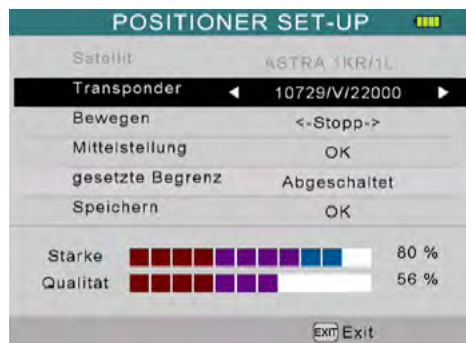 POSITIONER SET-UP
Satellit ASTRA 1KR/1L
Transponder 10729/V/22000
Bewegen <-Stopp->
Mittelstellung OK
gesetzte Begrenz Abgeschaltet
Speichern OK
Stärke 80 %
Qualität 56 %
EXIT Exit